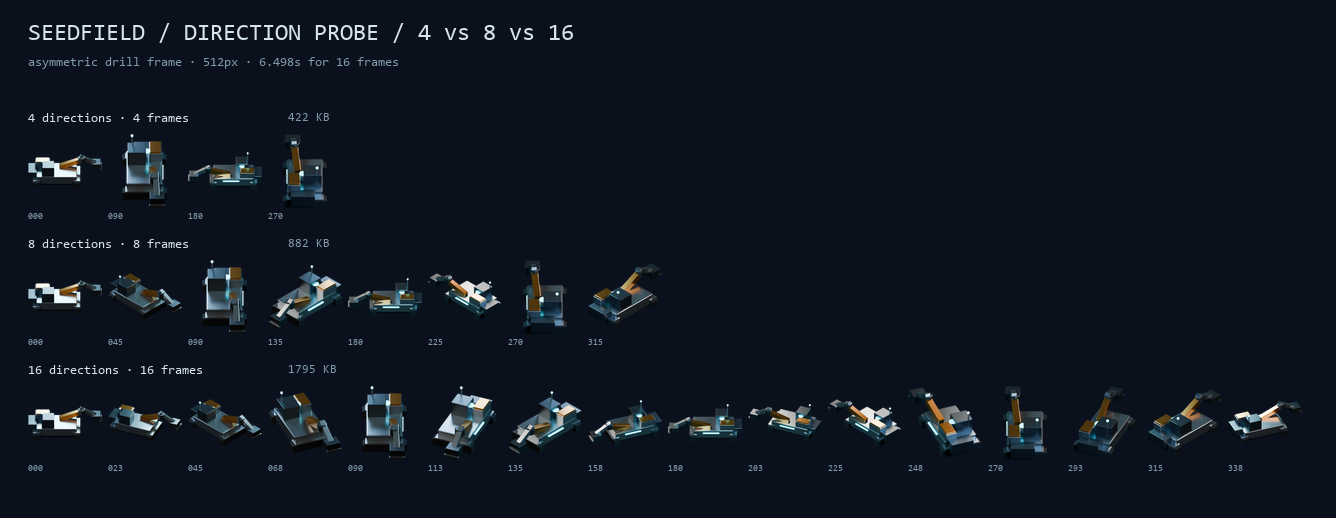 SEEDFIELD / DIRECTION PROBE / 4 vs 8 vs 16
asymmetric drill frame · 512px · 6.498s for 16 frames
4 directions · 4 frames 422 KB
000 090 180 270
8 directions · 8 frames 882 KB
000 045 090 135 180 225 270 315
16 directions · 16 frames 1795 KB
000 023 045 068 090 113 135 158 180 203 225 248 270 293 315 338